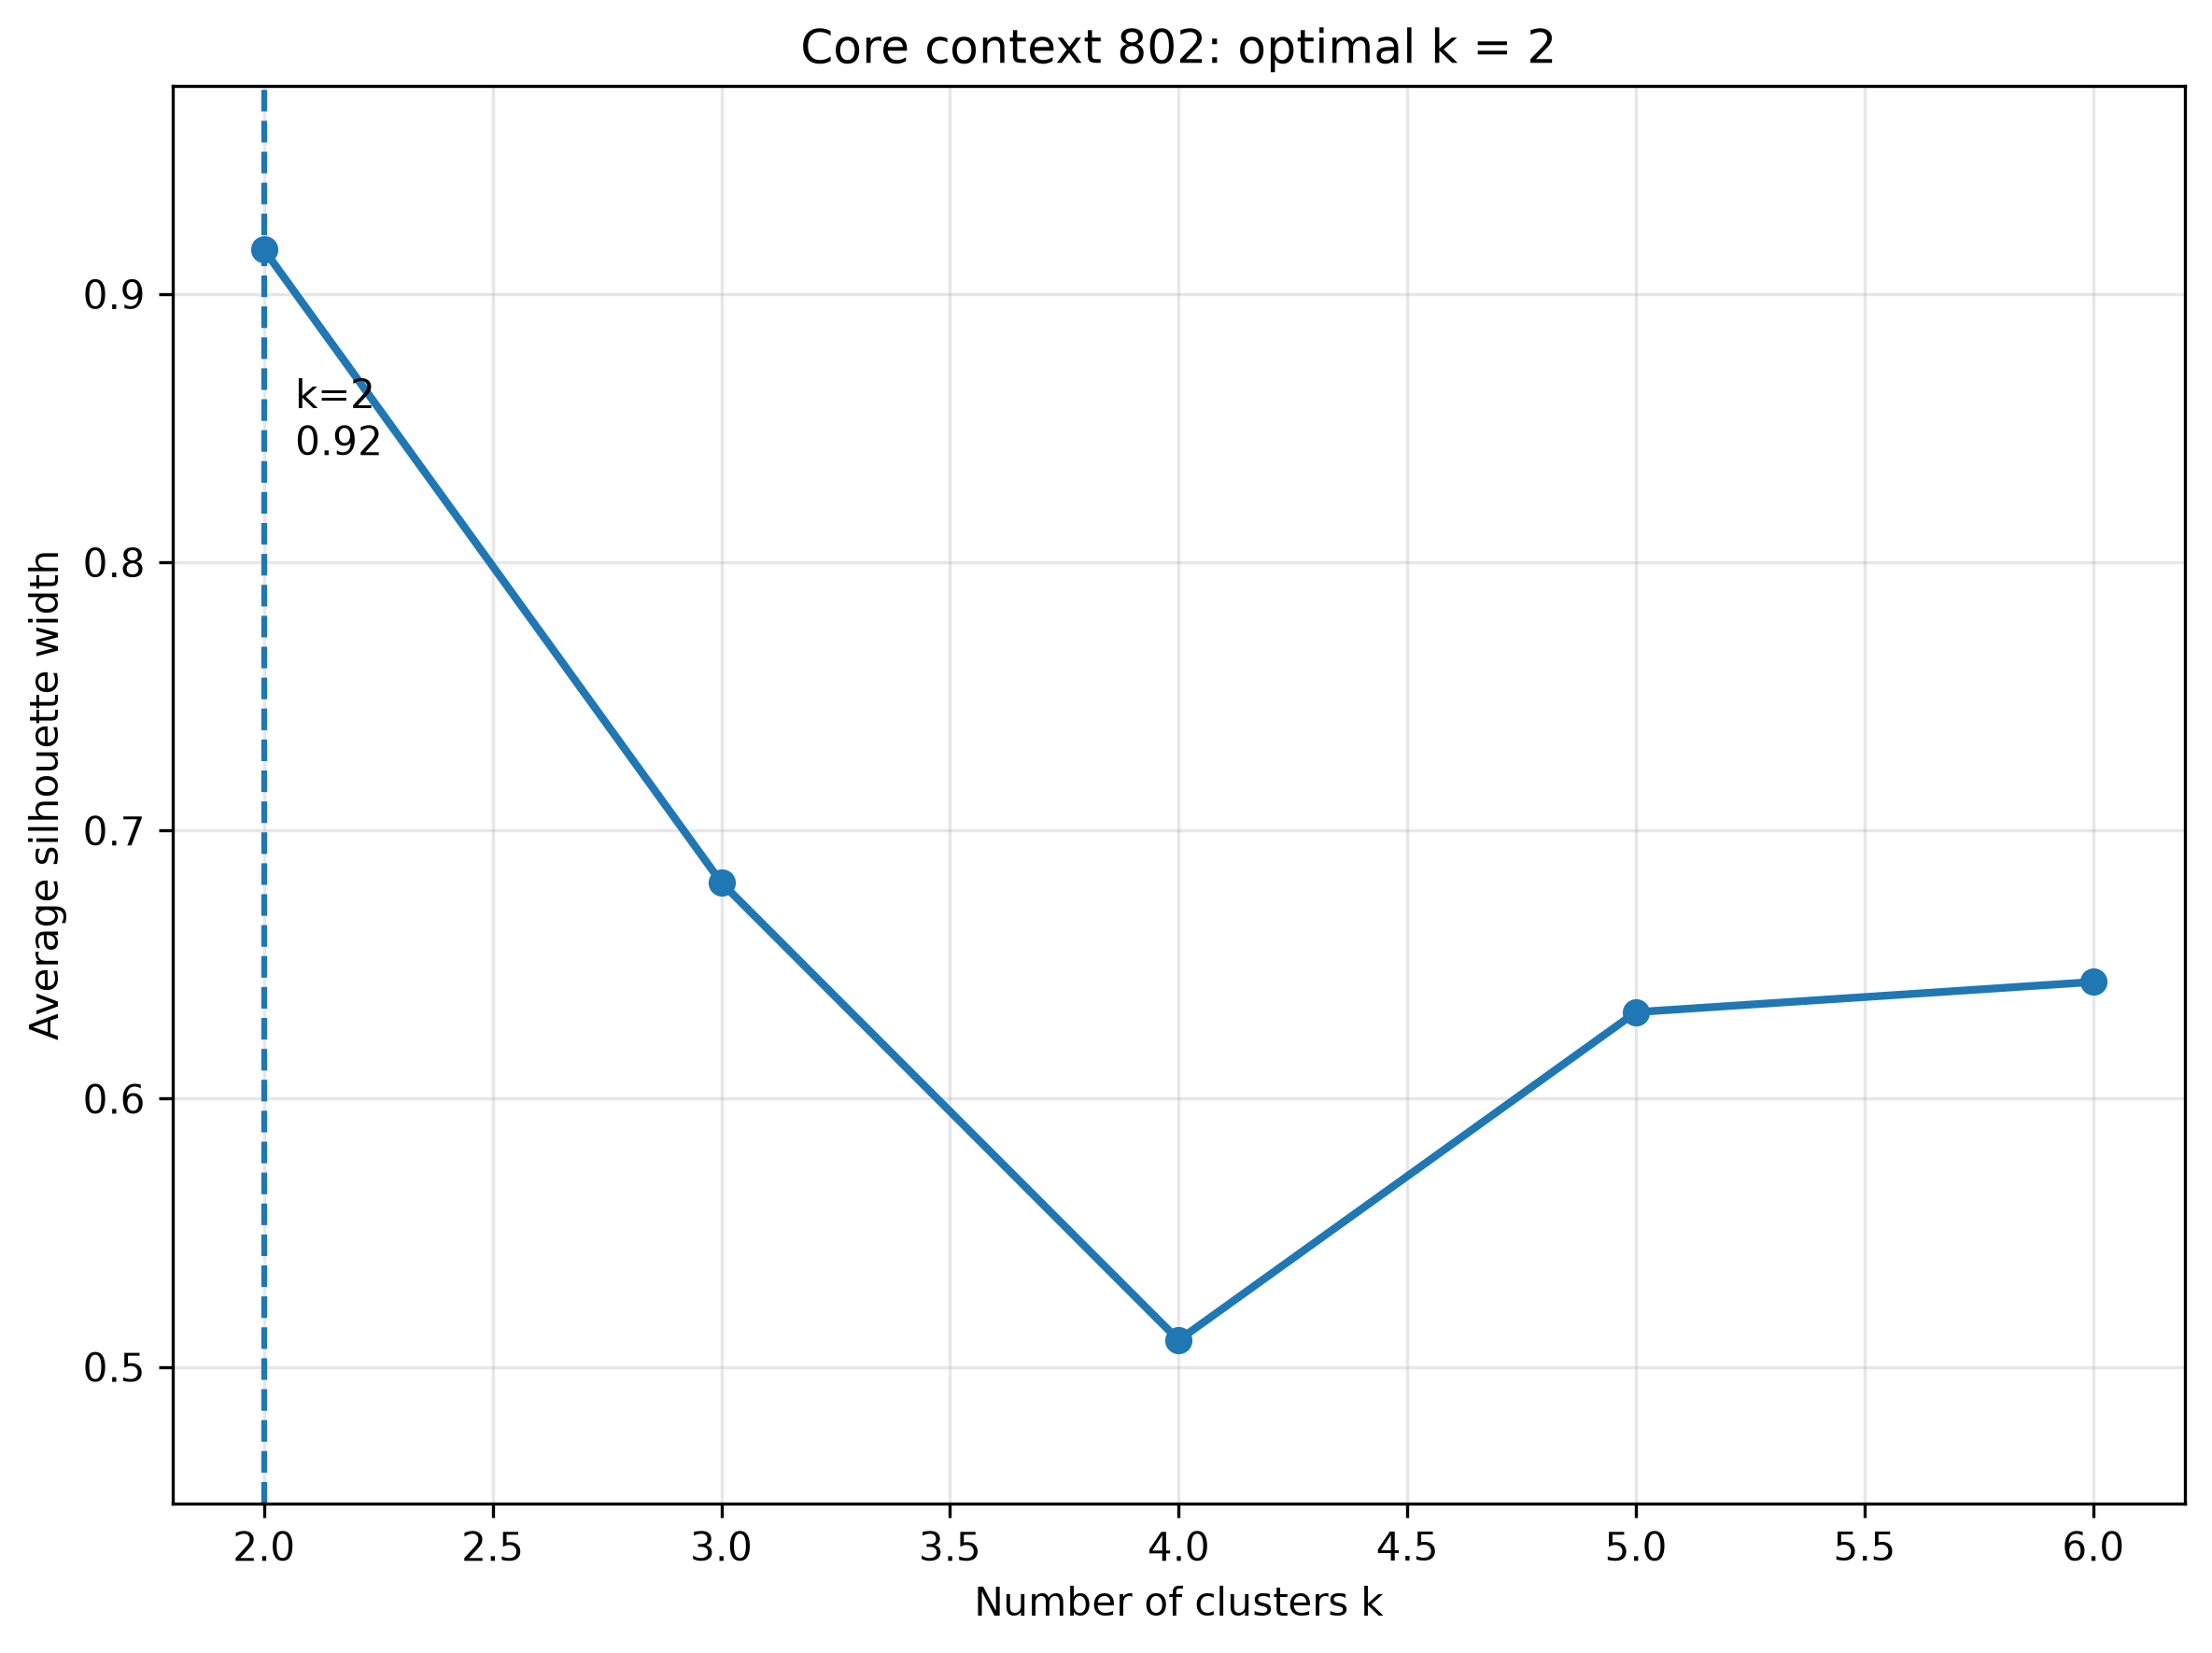 Core context 802: optimal k = 2
Average silhouette width
0.9
0.8
0.7
0.6
0.5
k=2
0.92
2.0 2.5 3.0 3.5 4.0 4.5 5.0 5.5 6.0
Number of clusters k